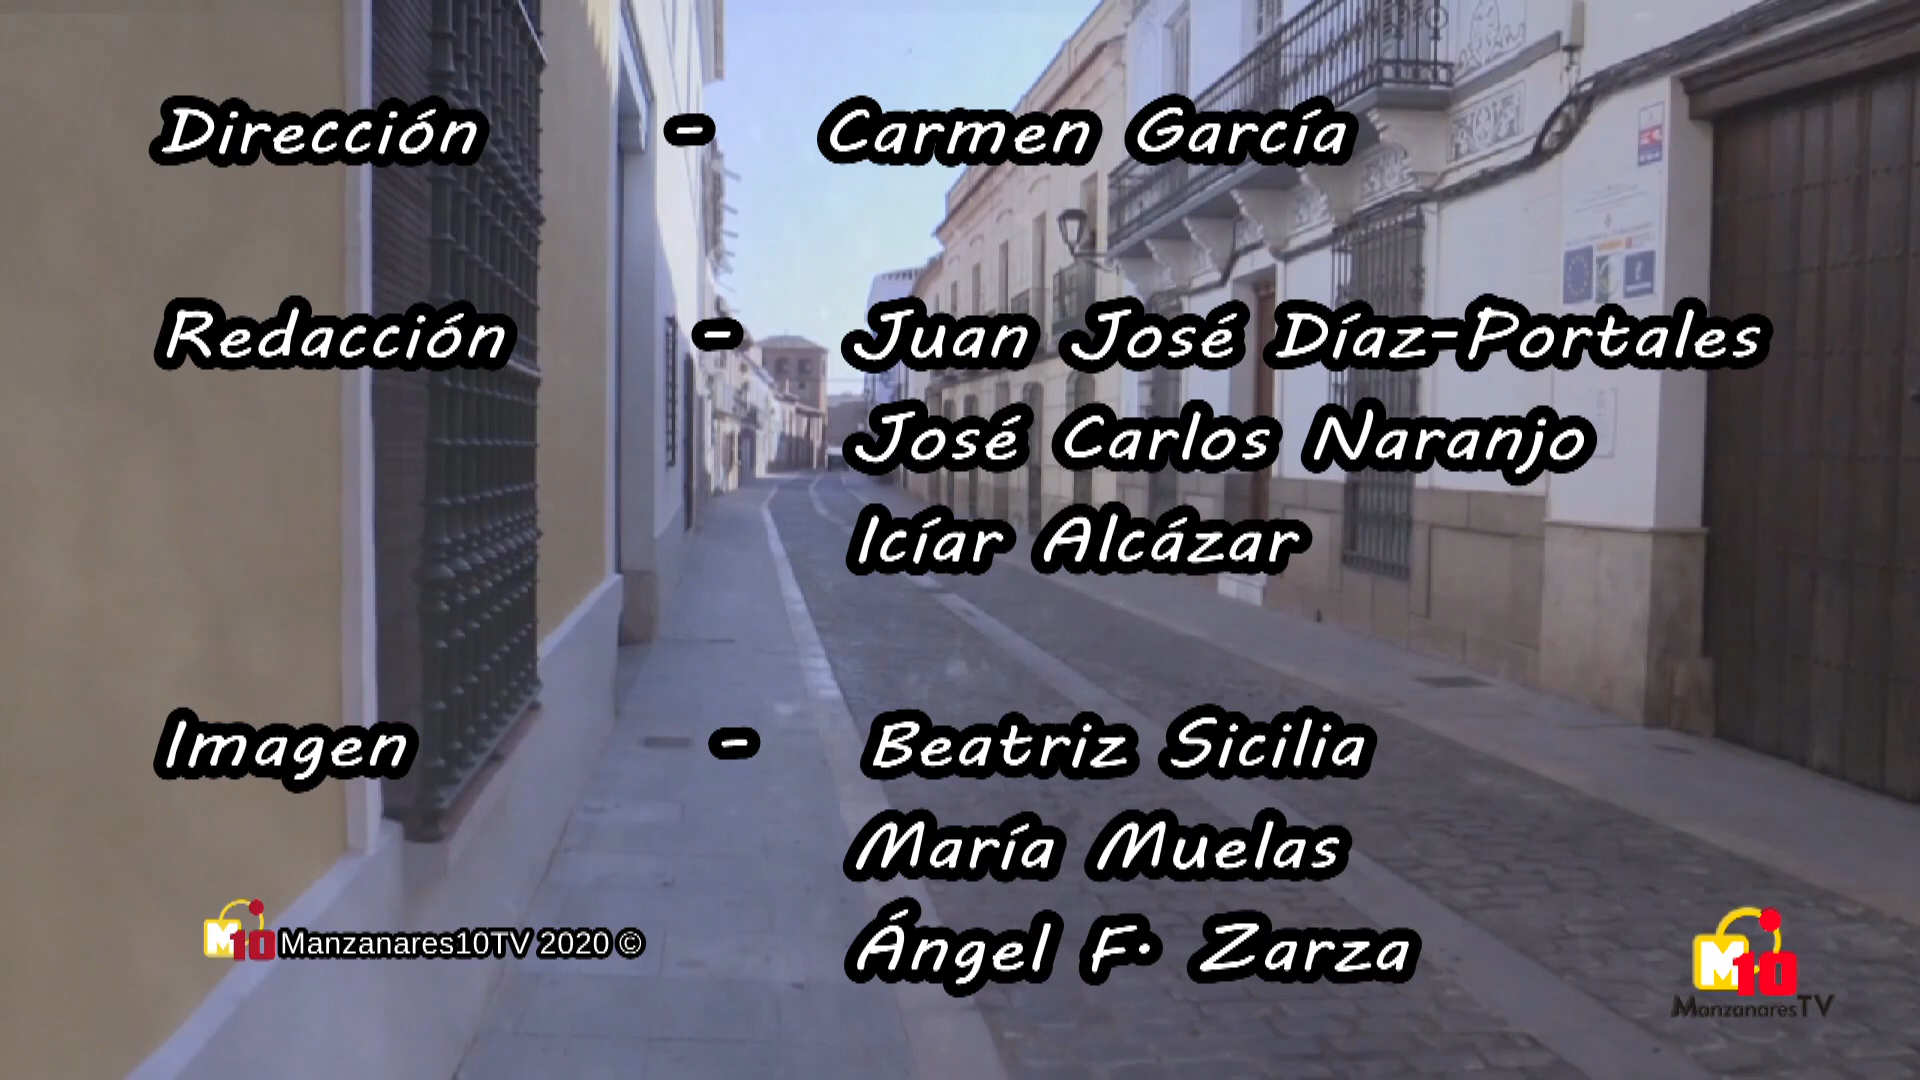 Dirección - Carmen García
Redacción - Juan José Díaz-Portales
José Carlos Naranjo
Icíar Alcázar
Imagen - Beatriz Sicilia
María Muelas
Ángel F. Zarza
M10 Manzanares10TV 2020 ©
M10
ManzanaresTV